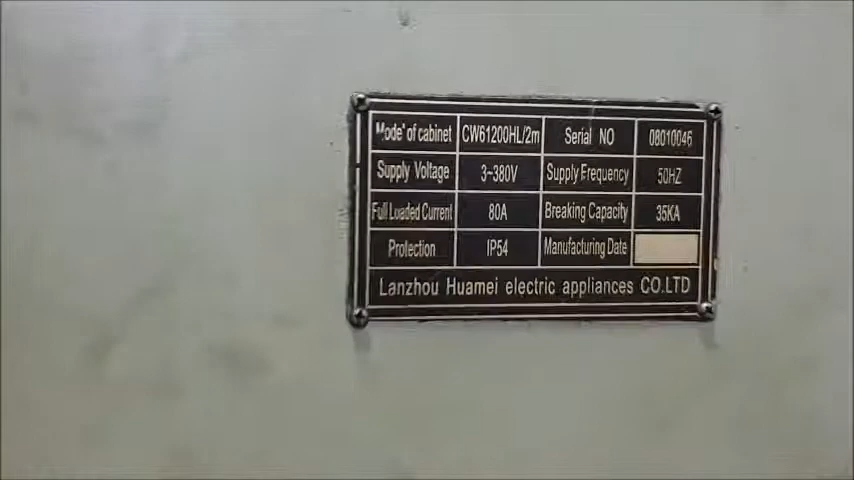 Model of cabinet CW61200HL/2m Serial NO 08010046
Supply Voltage 3~380V Supply Frequency 50HZ
Full Loaded Current 80A Breaking Capacity 35KA
Protection IP54 Manufacturing Date
Lanzhou Huamei electric appliances CO.LTD